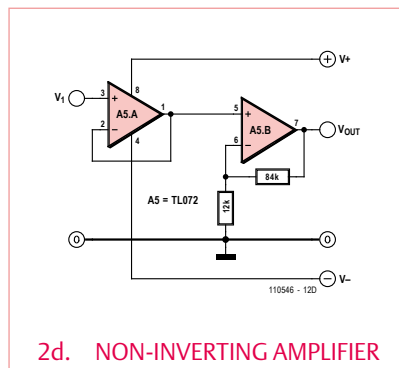 V+
8
V1
3
+
A5.A
1
2
−
4
5
+
A5.B
7
VOUT
6
−
84k
A5 = TL072
12k
0
0
V−
110546 - 12D
2d. NON-INVERTING AMPLIFIER